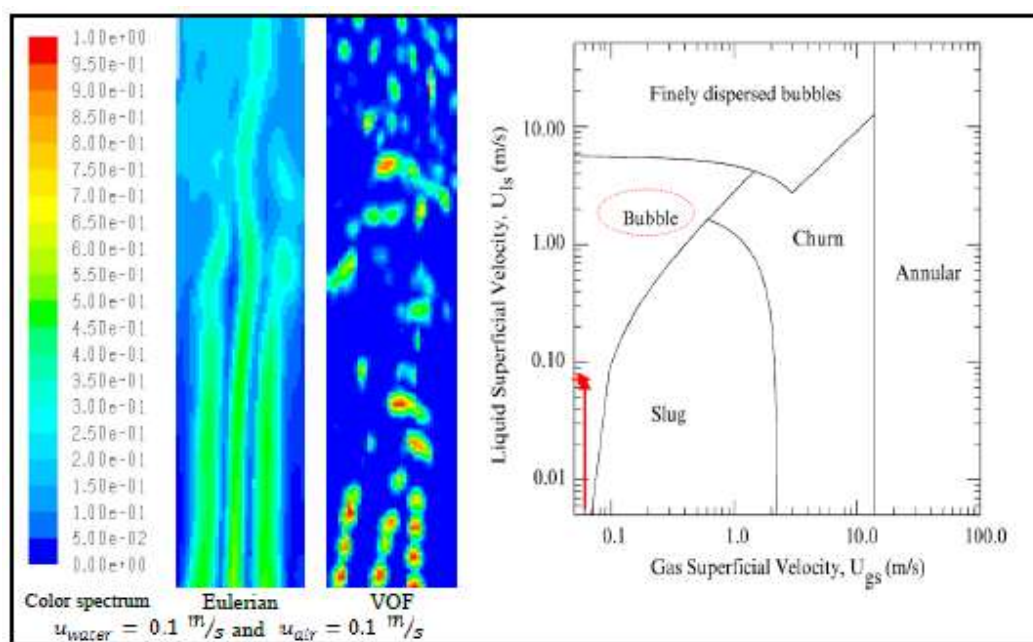 1.00e+00
9.50e-01
9.00e-01
8.50e-01
8.00e-01
7.50e-01
7.00e-01
6.50e-01
6.00e-01
5.50e-01
5.00e-01
4.50e-01
4.00e-01
3.50e-01
3.00e-01
2.50e-01
2.00e-01
1.50e-01
1.00e-01
5.00e-02
0.00e+00
Color spectrum Eulerian VOF
u_water = 0.1 m/s and u_air = 0.1 m/s
Liquid Superficial Velocity, U_ls (m/s)
10.00
1.00
0.10
0.01
Finely dispersed bubbles
Bubble
Churn
Annular
Slug
0.1 1.0 10.0 100.0
Gas Superficial Velocity, U_gs (m/s)